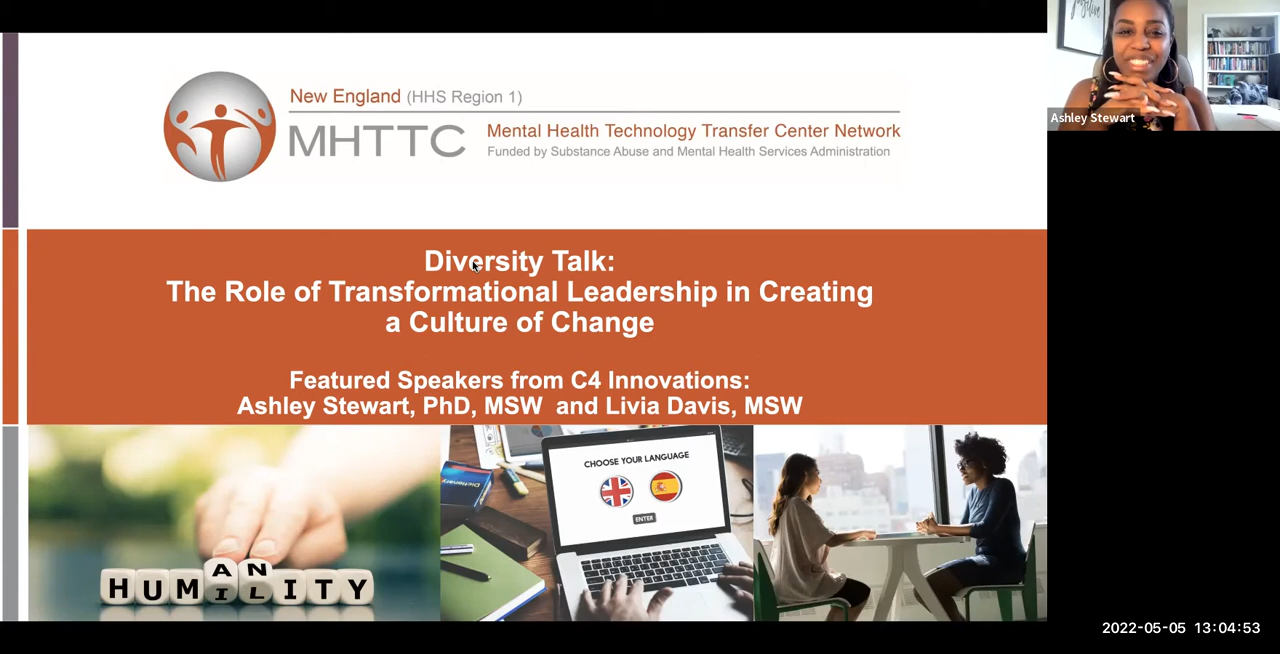 New England (HHS Region 1)
MHTTC
Mental Health Technology Transfer Center Network
Funded by Substance Abuse and Mental Health Services Administration
Diversity Talk:
The Role of Transformational Leadership in Creating
a Culture of Change
Featured Speakers from C4 Innovations:
Ashley Stewart, PhD, MSW and Livia Davis, MSW
positive
Ashley Stewart
AN
HUMILITY
Dictionary
CHOOSE YOUR LANGUAGE
ENTER
2022-05-05 13:04:53